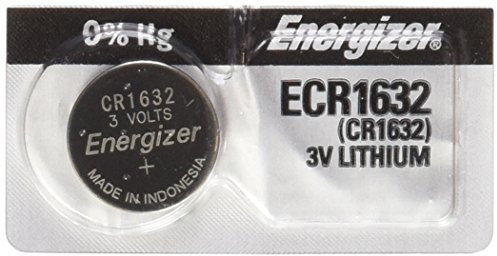 0% Hg
Energizer®
CR1632
3 VOLTS
Energizer
+
MADE IN INDONESIA
ECR1632
(CR1632)
3V LITHIUM